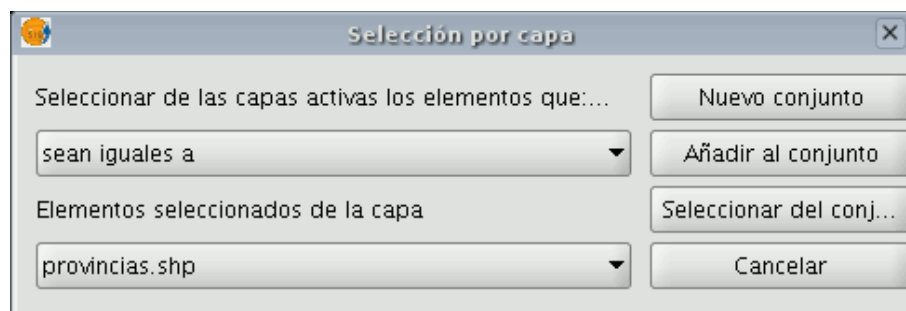 Selección por capa
Seleccionar de las capas activas los elementos que:...
Nuevo conjunto
sean iguales a
Añadir al conjunto
Elementos seleccionados de la capa
Seleccionar del conj...
provincias.shp
Cancelar